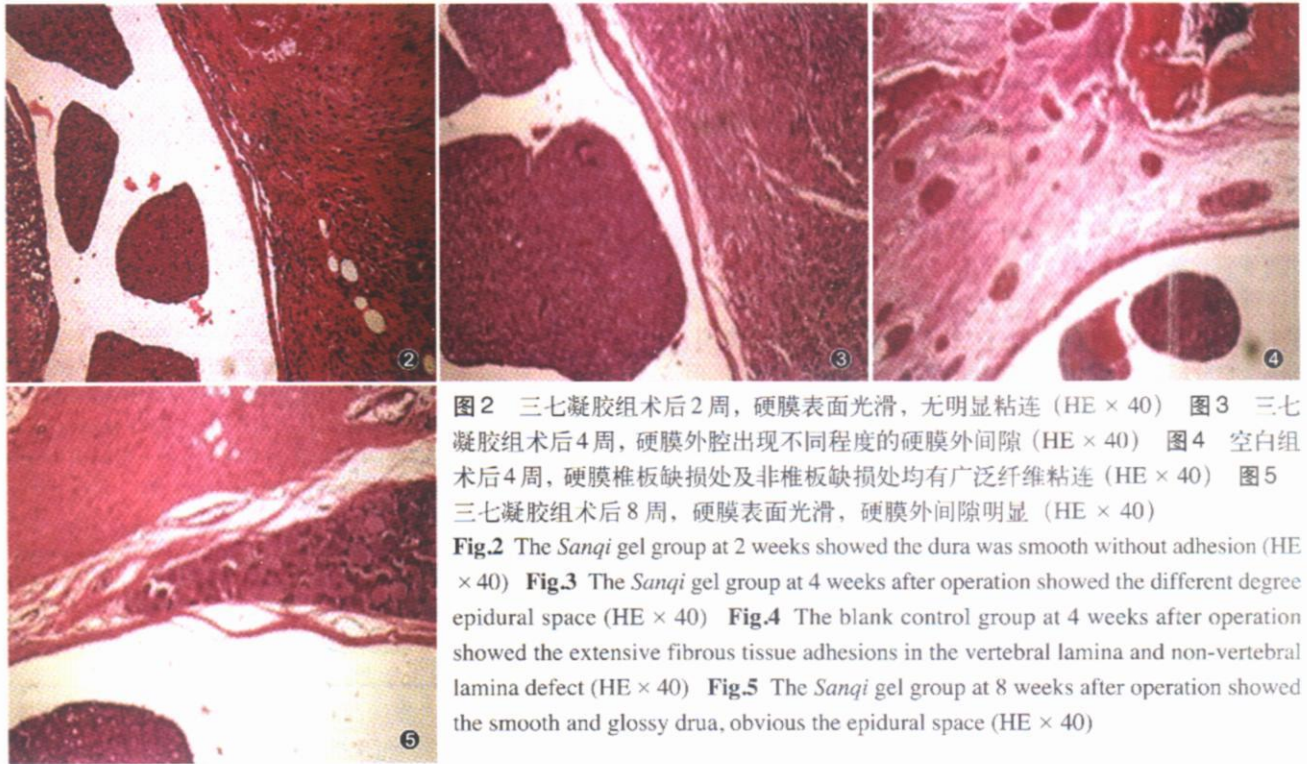 ②
③
④
⑤
图2 三七凝胶组术后2周，硬膜表面光滑，无明显粘连（HE × 40） 图3 三七
凝胶组术后4周，硬膜外腔出现不同程度的硬膜外间隙（HE × 40） 图4 空白组
术后4周，硬膜椎板缺损处及非椎板缺损处均有广泛纤维粘连（HE × 40） 图5
三七凝胶组术后8周，硬膜表面光滑，硬膜外间隙明显（HE × 40）
Fig.2 The Sanqi gel group at 2 weeks showed the dura was smooth without adhesion (HE
× 40) Fig.3 The Sanqi gel group at 4 weeks after operation showed the different degree
epidural space (HE × 40) Fig.4 The blank control group at 4 weeks after operation
showed the extensive fibrous tissue adhesions in the vertebral lamina and non-vertebral
lamina defect (HE × 40) Fig.5 The Sanqi gel group at 8 weeks after operation showed
the smooth and glossy drua, obvious the epidural space (HE × 40)